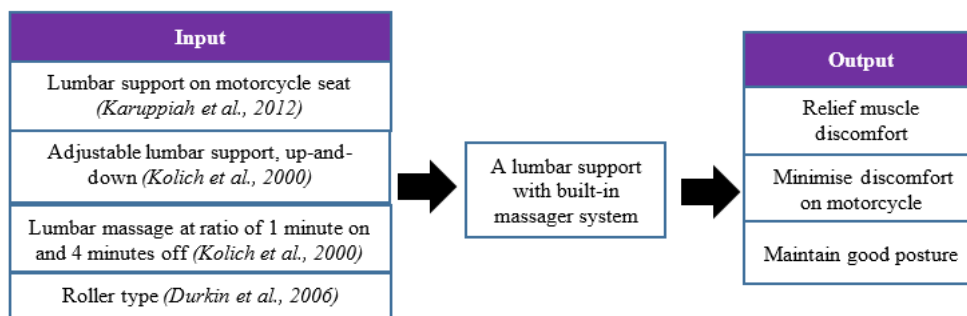 Input
Lumbar support on motorcycle seat
(Karuppiah et al., 2012)
Adjustable lumbar support, up-and-
down (Kolich et al., 2000)
Lumbar massage at ratio of 1 minute on
and 4 minutes off (Kolich et al., 2000)
Roller type (Durkin et al., 2006)
A lumbar support
with built-in
massager system
Output
Relief muscle
discomfort
Minimise discomfort
on motorcycle
Maintain good posture